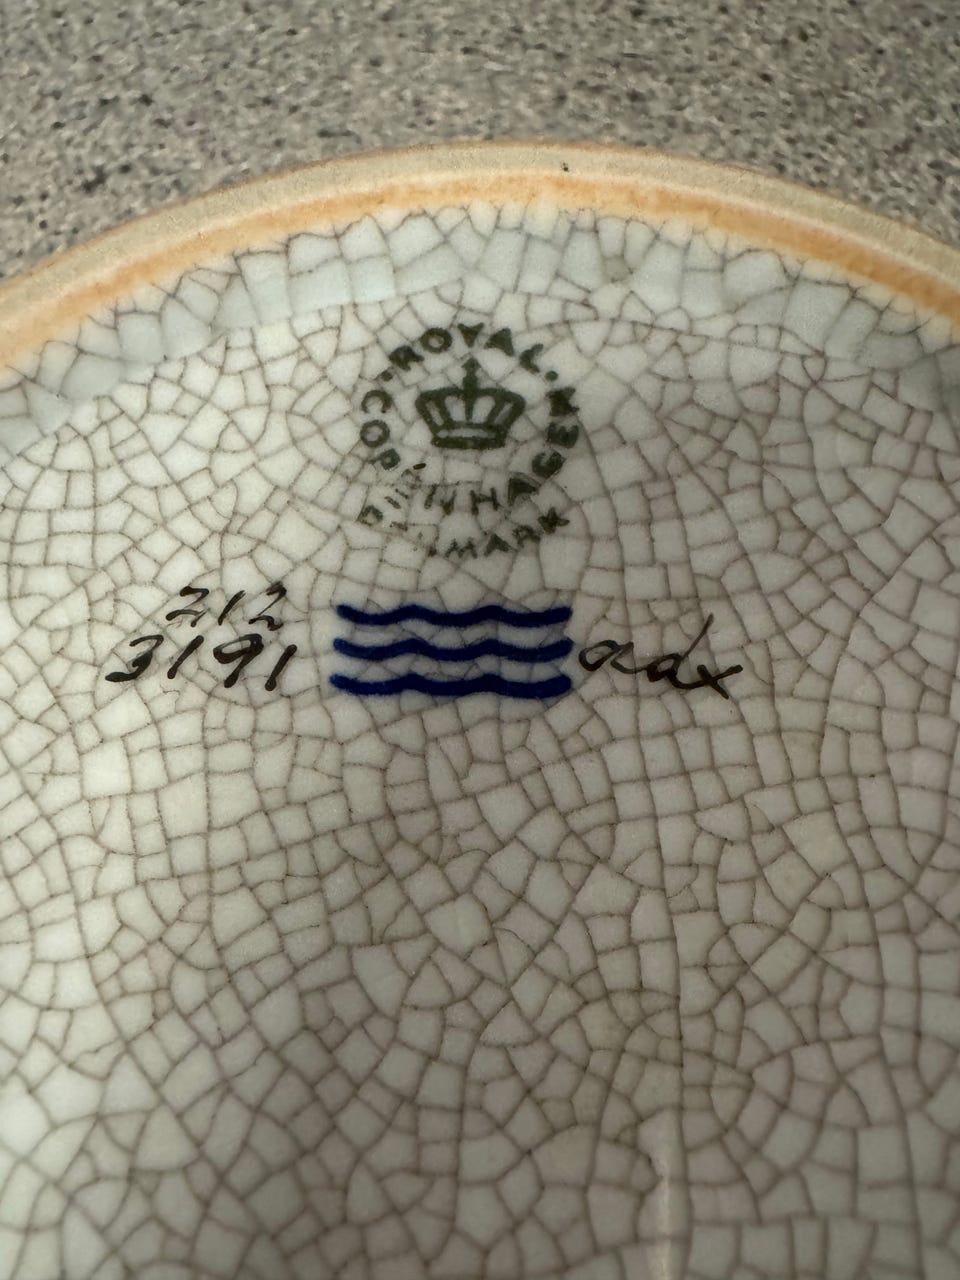 ROYAL
COPENHAGEN
DENMARK
212
3191
adx